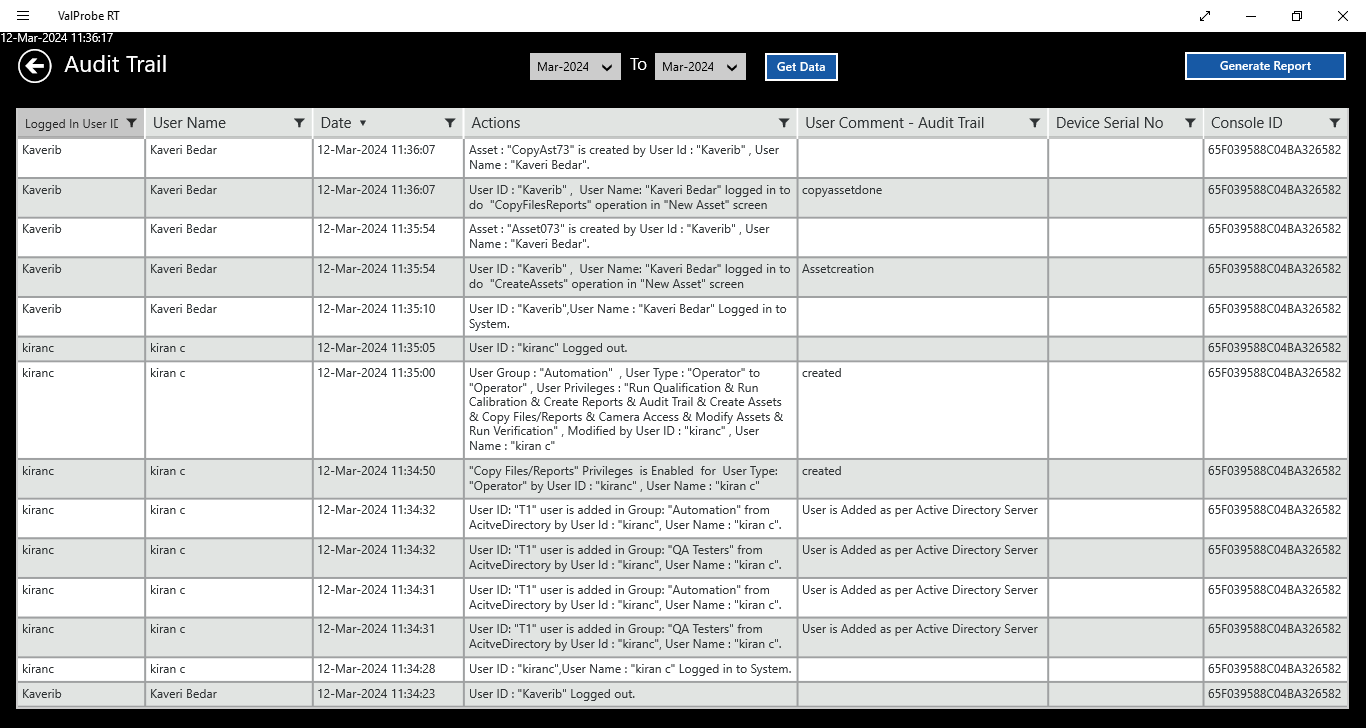 ValProbe RT
12-Mar-2024 11:36:17
Audit Trail
Mar-2024 To Mar-2024 Get Data Generate Report
Logged In User ID User Name Date Actions User Comment - Audit Trail Device Serial No Console ID
Kaverib Kaveri Bedar 12-Mar-2024 11:36:07 Asset : "CopyAst73" is created by User Id : "Kaverib" , User 65F039588C04BA326582
Name : "Kaveri Bedar".
Kaverib Kaveri Bedar 12-Mar-2024 11:36:07 User ID : "Kaverib" , User Name: "Kaveri Bedar" logged in to copyassetdone 65F039588C04BA326582
do "CopyFilesReports" operation in "New Asset" screen
Kaverib Kaveri Bedar 12-Mar-2024 11:35:54 Asset : "Asset073" is created by User Id : "Kaverib" , User 65F039588C04BA326582
Name : "Kaveri Bedar".
Kaverib Kaveri Bedar 12-Mar-2024 11:35:54 User ID : "Kaverib" , User Name: "Kaveri Bedar" logged in to Assetcreation 65F039588C04BA326582
do "CreateAssets" operation in "New Asset" screen
Kaverib Kaveri Bedar 12-Mar-2024 11:35:10 User ID : "Kaverib",User Name : "Kaveri Bedar" Logged in to 65F039588C04BA326582
System.
kiranc kiran c 12-Mar-2024 11:35:05 User ID : "kiranc" Logged out. 65F039588C04BA326582
kiranc kiran c 12-Mar-2024 11:35:00 User Group : "Automation" , User Type : "Operator" to created 65F039588C04BA326582
"Operator" , User Privileges : "Run Qualification & Run
Calibration & Create Reports & Audit Trail & Create Assets
& Copy Files/Reports & Camera Access & Modify Assets &
Run Verification" , Modified by User ID : "kiranc" , User
Name : "kiran c"
kiranc kiran c 12-Mar-2024 11:34:50 "Copy Files/Reports" Privileges is Enabled for User Type: created 65F039588C04BA326582
"Operator" by User ID : "kiranc" , User Name : "kiran c"
kiranc kiran c 12-Mar-2024 11:34:32 User ID: "T1" user is added in Group: "Automation" from User is Added as per Active Directory Server 65F039588C04BA326582
AcitveDirectory by User Id : "kiranc", User Name : "kiran c".
kiranc kiran c 12-Mar-2024 11:34:32 User ID: "T1" user is added in Group: "QA Testers" from User is Added as per Active Directory Server 65F039588C04BA326582
AcitveDirectory by User Id : "kiranc", User Name : "kiran c".
kiranc kiran c 12-Mar-2024 11:34:31 User ID: "T1" user is added in Group: "Automation" from User is Added as per Active Directory Server 65F039588C04BA326582
AcitveDirectory by User Id : "kiranc", User Name : "kiran c".
kiranc kiran c 12-Mar-2024 11:34:31 User ID: "T1" user is added in Group: "QA Testers" from User is Added as per Active Directory Server 65F039588C04BA326582
AcitveDirectory by User Id : "kiranc", User Name : "kiran c".
kiranc kiran c 12-Mar-2024 11:34:28 User ID : "kiranc",User Name : "kiran c" Logged in to System. 65F039588C04BA326582
Kaverib Kaveri Bedar 12-Mar-2024 11:34:23 User ID : "Kaverib" Logged out. 65F039588C04BA326582